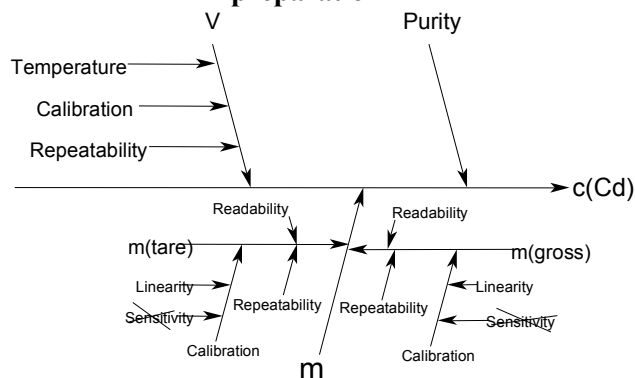 V
Purity
Temperature
Calibration
Repeatability
c(Cd)
Readability
Readability
m(tare)
m(gross)
Linearity
Repeatability
Repeatability
Linearity
Sensitivity
Sensitivity
Calibration
Calibration
m